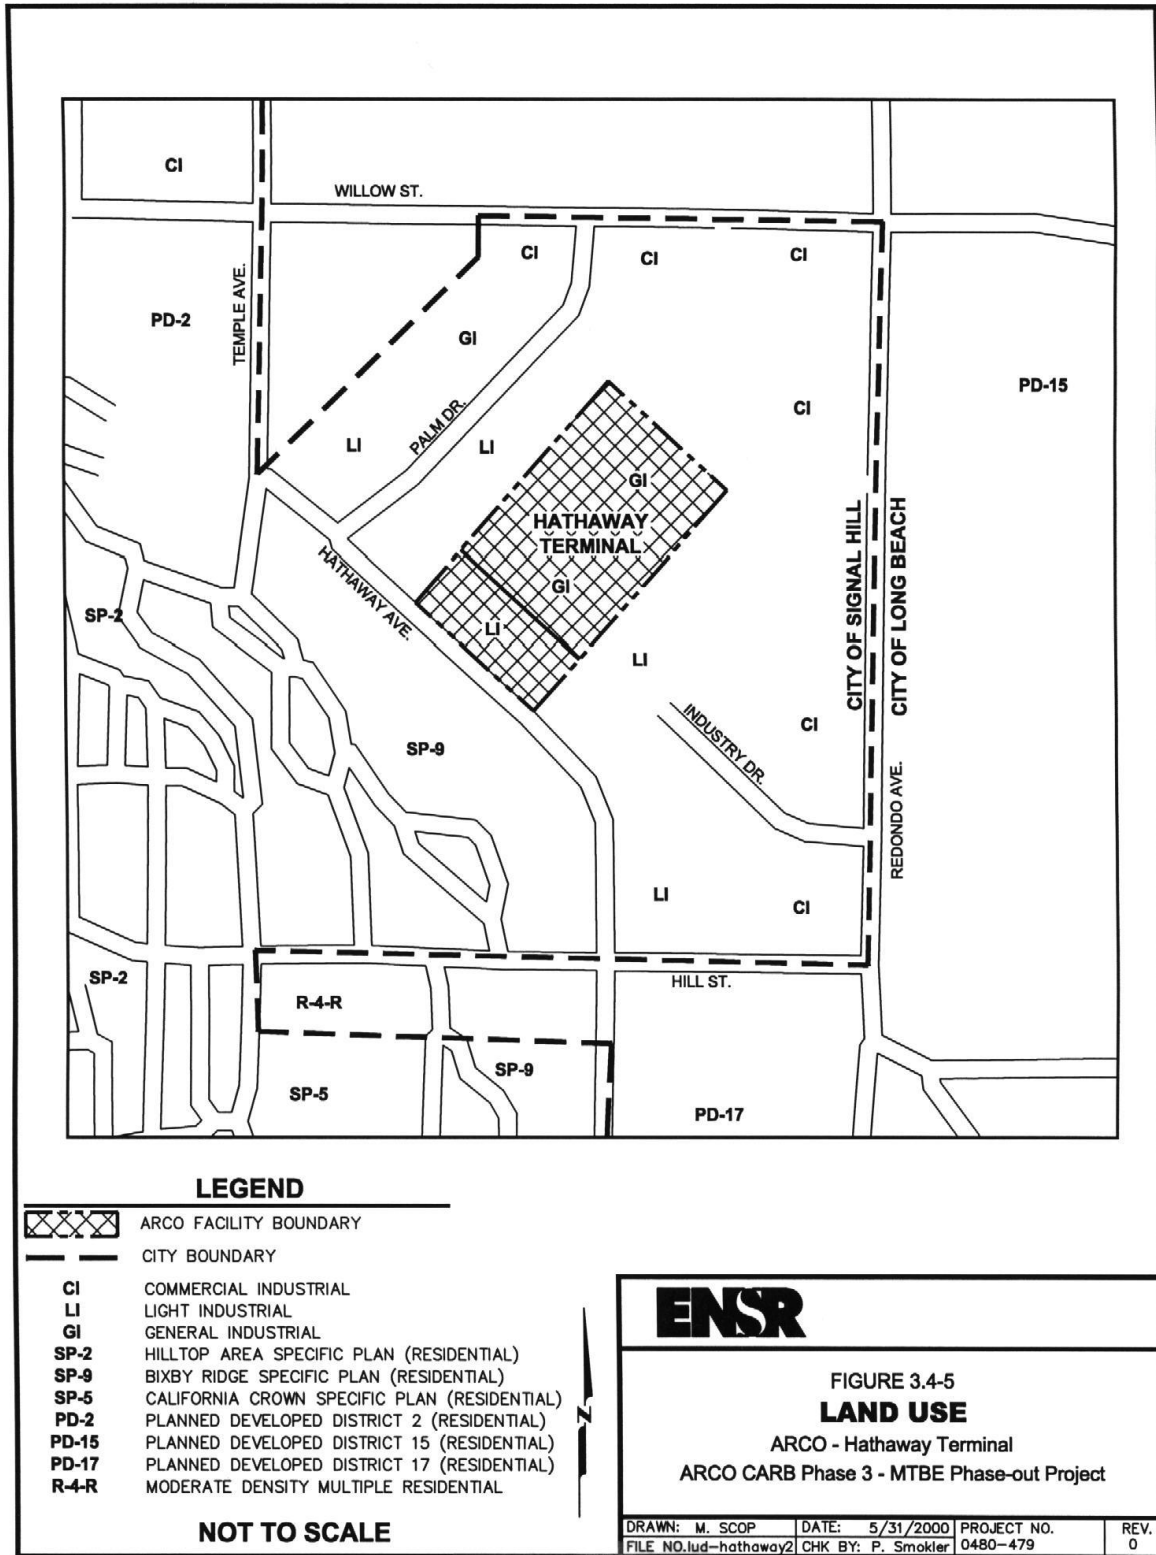 CI
WILLOW ST.
CI
CI
CI
TEMPLE AVE.
PD-2
GI
PD-15
CI
PALM DR.
LI
LI
GI
HATHAWAY
TERMINAL
GI
CITY OF SIGNAL HILL
CITY OF LONG BEACH
HATHAWAY AVE.
SP-2
LI
LI
INDUSTRY DR.
CI
SP-9
REDONDO AVE.
LI
CI
SP-2
HILL ST.
R-4-R
SP-9
SP-5
PD-17
LEGEND
ARCO FACILITY BOUNDARY
CITY BOUNDARY
CI COMMERCIAL INDUSTRIAL
LI LIGHT INDUSTRIAL
GI GENERAL INDUSTRIAL
SP-2 HILLTOP AREA SPECIFIC PLAN (RESIDENTIAL)
SP-9 BIXBY RIDGE SPECIFIC PLAN (RESIDENTIAL)
SP-5 CALIFORNIA CROWN SPECIFIC PLAN (RESIDENTIAL)
PD-2 PLANNED DEVELOPED DISTRICT 2 (RESIDENTIAL)
PD-15 PLANNED DEVELOPED DISTRICT 15 (RESIDENTIAL)
PD-17 PLANNED DEVELOPED DISTRICT 17 (RESIDENTIAL)
R-4-R MODERATE DENSITY MULTIPLE RESIDENTIAL
NOT TO SCALE
N
ENSR
FIGURE 3.4-5
LAND USE
ARCO - Hathaway Terminal
ARCO CARB Phase 3 - MTBE Phase-out Project
DRAWN: M. SCOP DATE: 5/31/2000 PROJECT NO. REV.
FILE NO.lud-hathaway2 CHK BY: P. Smokler 0480-479 0